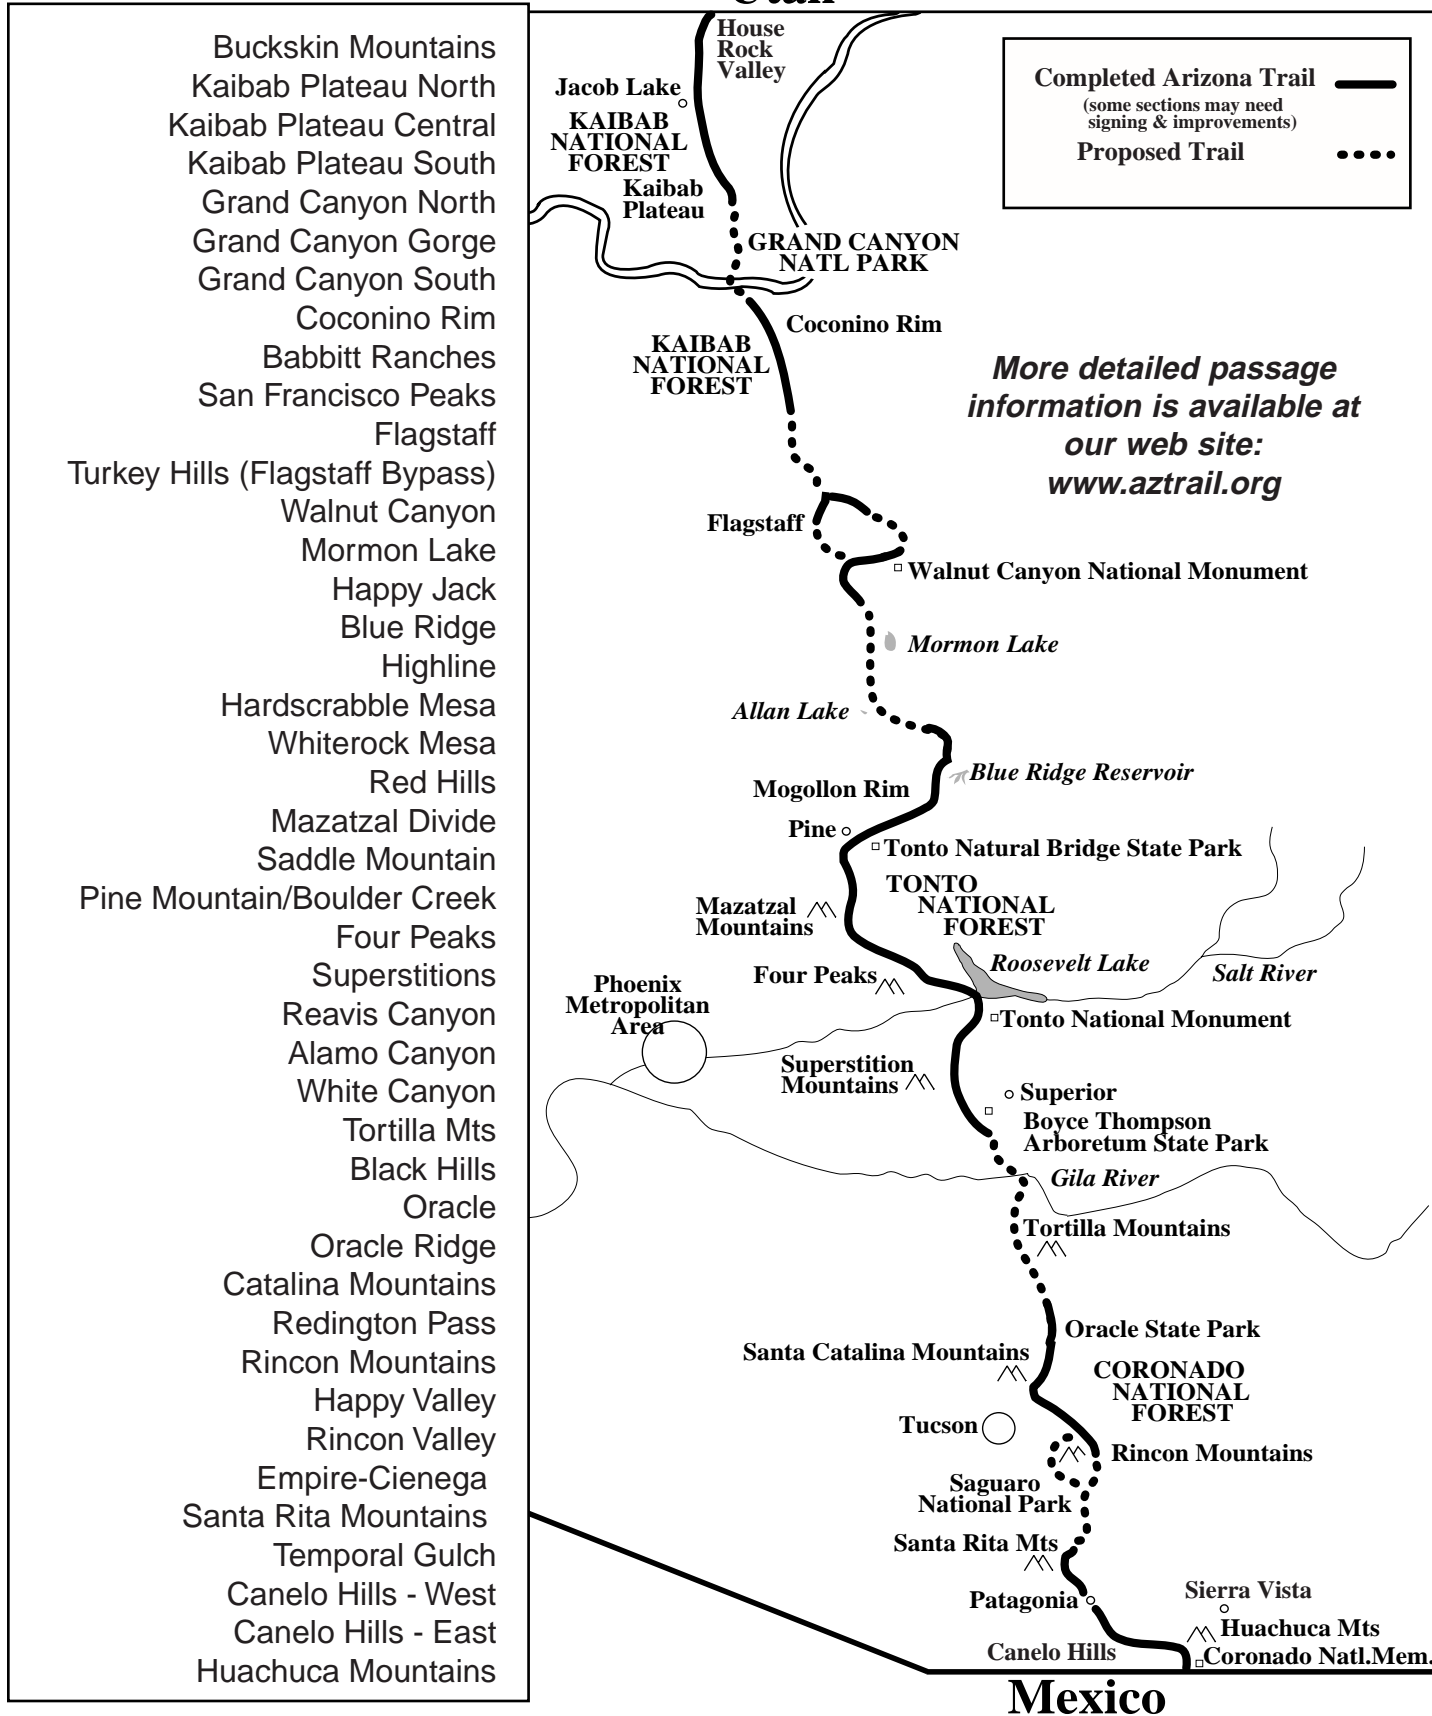 Utah
Buckskin Mountains
Kaibab Plateau North
Kaibab Plateau Central
Kaibab Plateau South
Grand Canyon North
Grand Canyon Gorge
Grand Canyon South
Coconino Rim
Babbitt Ranches
San Francisco Peaks
Flagstaff
Turkey Hills (Flagstaff Bypass)
Walnut Canyon
Mormon Lake
Happy Jack
Blue Ridge
Highline
Hardscrabble Mesa
Whiterock Mesa
Red Hills
Mazatzal Divide
Saddle Mountain
Pine Mountain/Boulder Creek
Four Peaks
Superstitions
Reavis Canyon
Alamo Canyon
White Canyon
Tortilla Mts
Black Hills
Oracle
Oracle Ridge
Catalina Mountains
Redington Pass
Rincon Mountains
Happy Valley
Rincon Valley
Empire-Cienega
Santa Rita Mountains
Temporal Gulch
Canelo Hills - West
Canelo Hills - East
Huachuca Mountains
House
Rock
Valley
Jacob Lake
KAIBAB
NATIONAL
FOREST
Kaibab
Plateau
Completed Arizona Trail
(some sections may need
signing & improvements)
Proposed Trail
GRAND CANYON
NATL PARK
Coconino Rim
KAIBAB
NATIONAL
FOREST
More detailed passage
information is available at
our web site:
www.aztrail.org
Flagstaff
Walnut Canyon National Monument
Mormon Lake
Allan Lake
Blue Ridge Reservoir
Mogollon Rim
Pine
Tonto Natural Bridge State Park
TONTO
NATIONAL
FOREST
Mazatzal
Mountains
Roosevelt Lake
Salt River
Four Peaks
Phoenix
Metropolitan
Area
Tonto National Monument
Superstition
Mountains
Superior
Boyce Thompson
Arboretum State Park
Gila River
Tortilla Mountains
Oracle State Park
Santa Catalina Mountains
CORONADO
NATIONAL
FOREST
Tucson
Rincon Mountains
Saguaro
National Park
Santa Rita Mts
Patagonia
Sierra Vista
Huachuca Mts
Canelo Hills
Coronado Natl.Mem.
Mexico